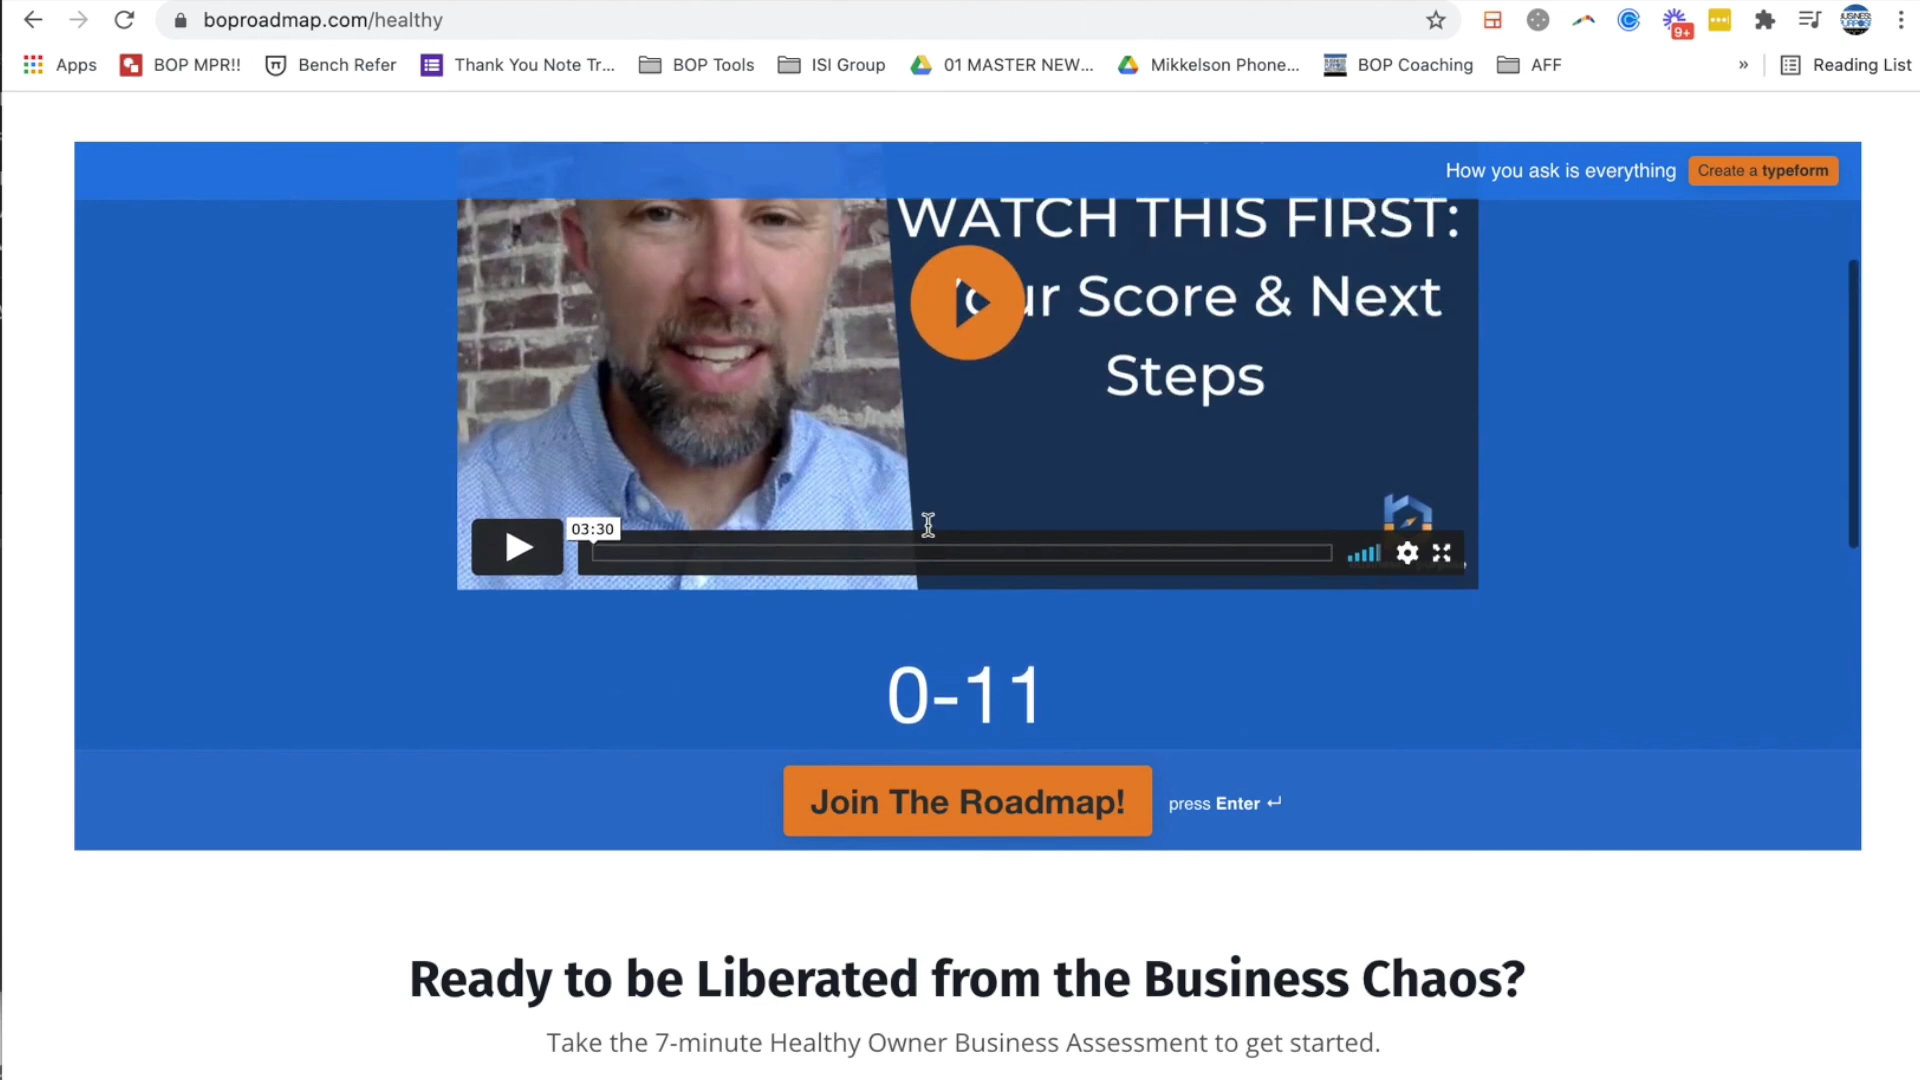 boproadmap.com/healthy
9+
Apps
BOP MPR!!
Bench Refer
Thank You Note Tr...
BOP Tools
ISI Group
01 MASTER NEW...
Mikkelson Phone...
BOP Coaching
AFF
»
Reading List
How you ask is everything
Create a typeform
WATCH THIS FIRST:
ur Score & Next
Steps
03:30
0-11
Join The Roadmap!
press Enter ↵
Ready to be Liberated from the Business Chaos?
Take the 7-minute Healthy Owner Business Assessment to get started.